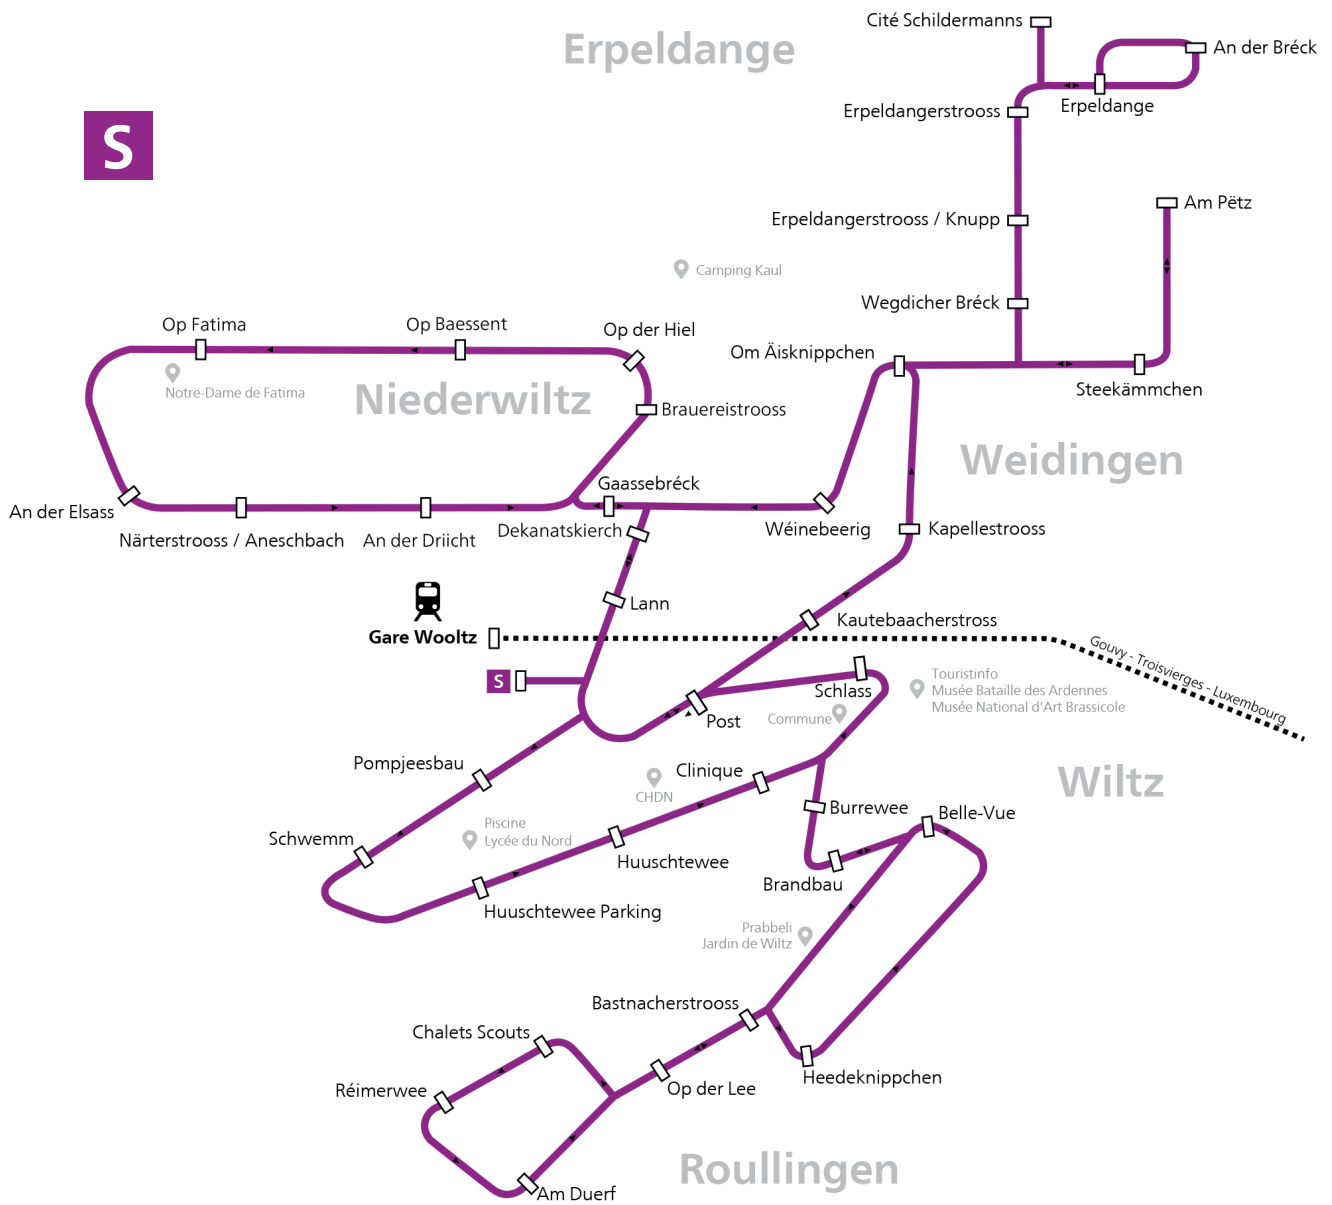 Cité Schildermanns
Erpeldange
An der Bréck
Erpeldange
Erpeldangerstrooss
S
Am Pëtz
Erpeldangerstrooss / Knupp
Camping Kaul
Wegdicher Bréck
Op Fatima
Op Baessent
Op der Hiel
Om Äisknippchen
Notre-Dame de Fatima
Niederwiltz
Steekämmchen
Brauereistrooss
Weidingen
Gaassebréck
An der Elsass
Närterstrooss / Aneschbach
An der Driicht
Dekanatskierch
Wéinebeerig
Kapellestrooss
Lann
Kautebaacherstross
Gare Wooltz
Gouvy - Troisvierges - Luxembourg
S
Schlass
Touristinfo
Musée Bataille des Ardennes
Musée National d'Art Brassicole
Post
Commune
Pompjeesbau
Clinique
Wiltz
CHDN
Burrewee
Belle-Vue
Piscine
Lycée du Nord
Schwemm
Huuschtewee
Brandbau
Huuschtewee Parking
Prabbeli
Jardin de Wiltz
Bastnacherstrooss
Chalets Scouts
Heedeknippchen
Réimerwee
Op der Lee
Roullingen
Am Duerf